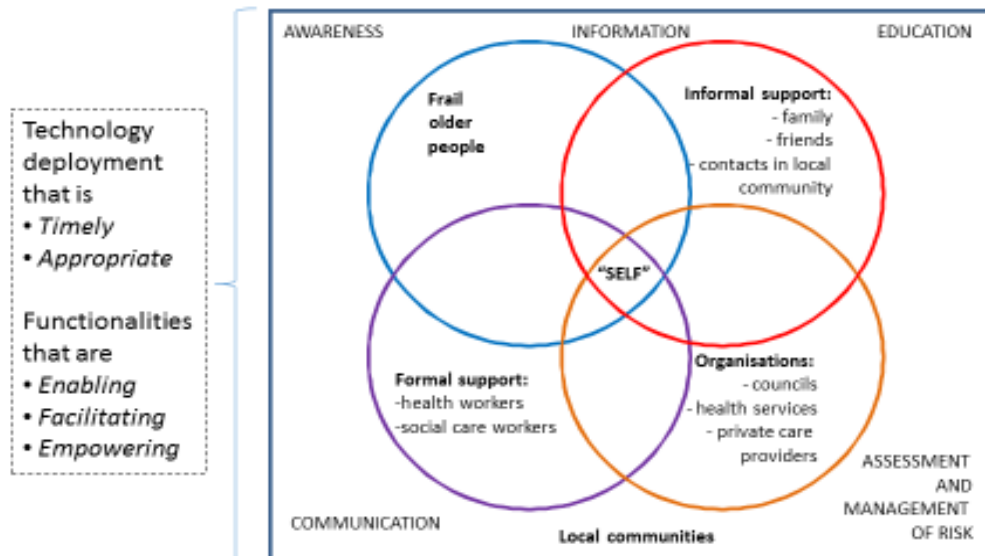 Technology
deployment
that is
• Timely
• Appropriate
Functionalities
that are
• Enabling
• Facilitating
• Empowering
AWARENESS
INFORMATION
EDUCATION
Frail
older
people
Informal support:
- family
- friends
- contacts in local
community
"SELF"
Formal support:
-health workers
-social care workers
Organisations:
- councils
- health services
- private care
providers
ASSESSMENT
AND
MANAGEMENT
OF RISK
COMMUNICATION
Local communities